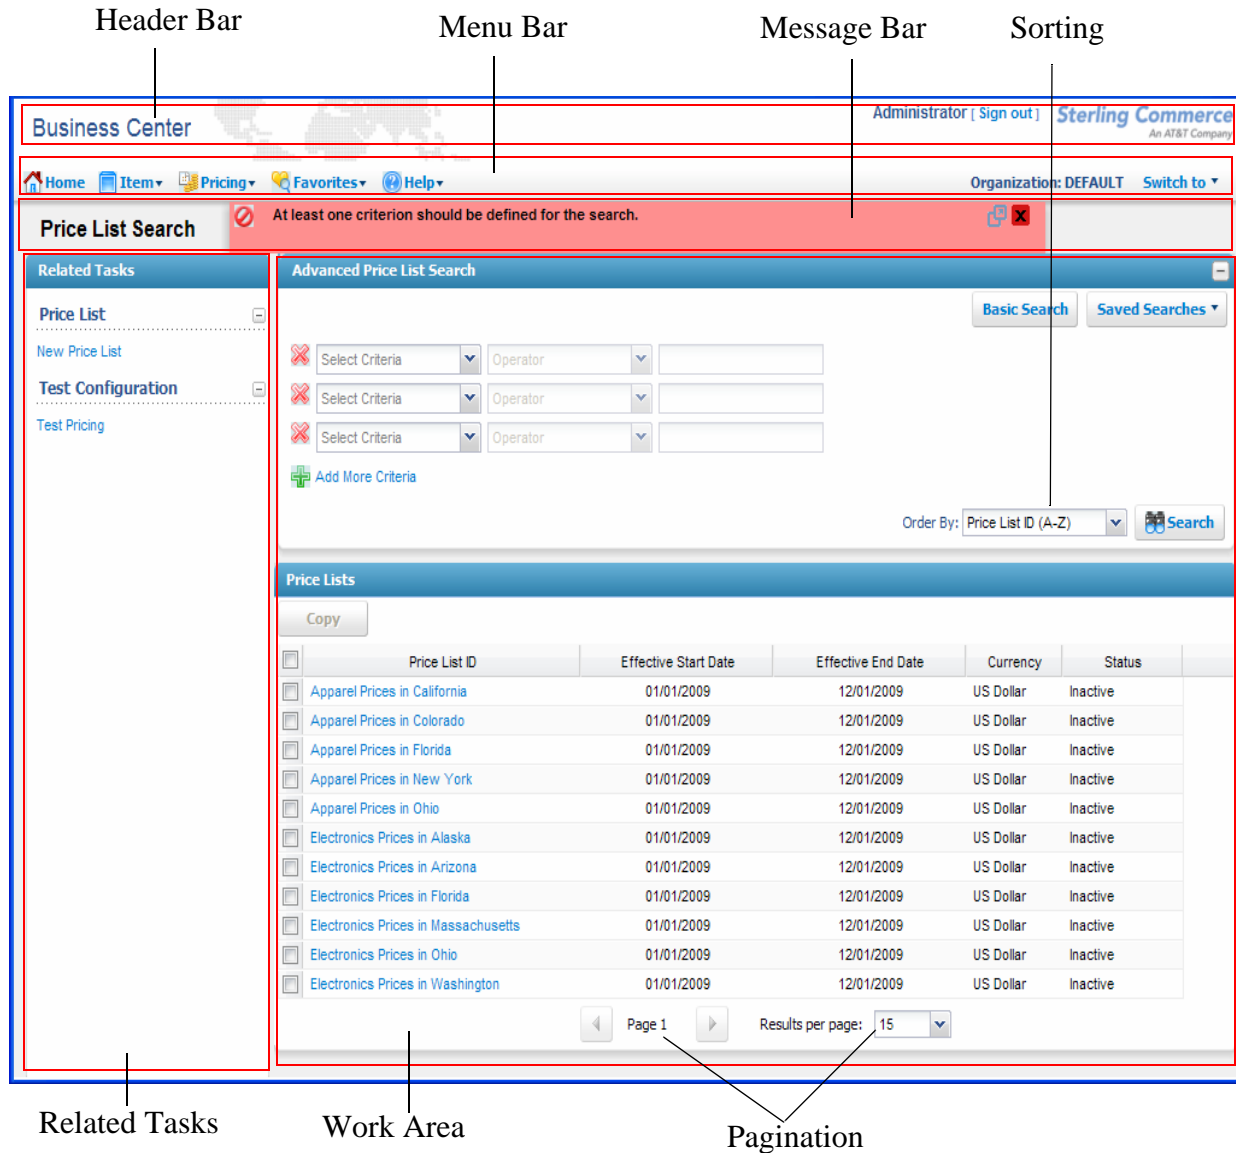 Header Bar
Menu Bar
Message Bar
Sorting
Business Center
Administrator [ Sign out ]
Sterling Commerce
An AT&T Company
Home Item Pricing Favorites Help
Organization: DEFAULT Switch to
Price List Search
At least one criterion should be defined for the search.
Related Tasks
Price List
New Price List
Test Configuration
Test Pricing
Advanced Price List Search
Basic Search Saved Searches
Select Criteria Operator
Select Criteria Operator
Select Criteria Operator
Add More Criteria
Order By: Price List ID (A-Z) Search
Price Lists
Copy
Price List ID Effective Start Date Effective End Date Currency Status
Apparel Prices in California 01/01/2009 12/01/2009 US Dollar Inactive
Apparel Prices in Colorado 01/01/2009 12/01/2009 US Dollar Inactive
Apparel Prices in Florida 01/01/2009 12/01/2009 US Dollar Inactive
Apparel Prices in New York 01/01/2009 12/01/2009 US Dollar Inactive
Apparel Prices in Ohio 01/01/2009 12/01/2009 US Dollar Inactive
Electronics Prices in Alaska 01/01/2009 12/01/2009 US Dollar Inactive
Electronics Prices in Arizona 01/01/2009 12/01/2009 US Dollar Inactive
Electronics Prices in Florida 01/01/2009 12/01/2009 US Dollar Inactive
Electronics Prices in Massachusetts 01/01/2009 12/01/2009 US Dollar Inactive
Electronics Prices in Ohio 01/01/2009 12/01/2009 US Dollar Inactive
Electronics Prices in Washington 01/01/2009 12/01/2009 US Dollar Inactive
Page 1 Results per page: 15
Related Tasks
Work Area
Pagination